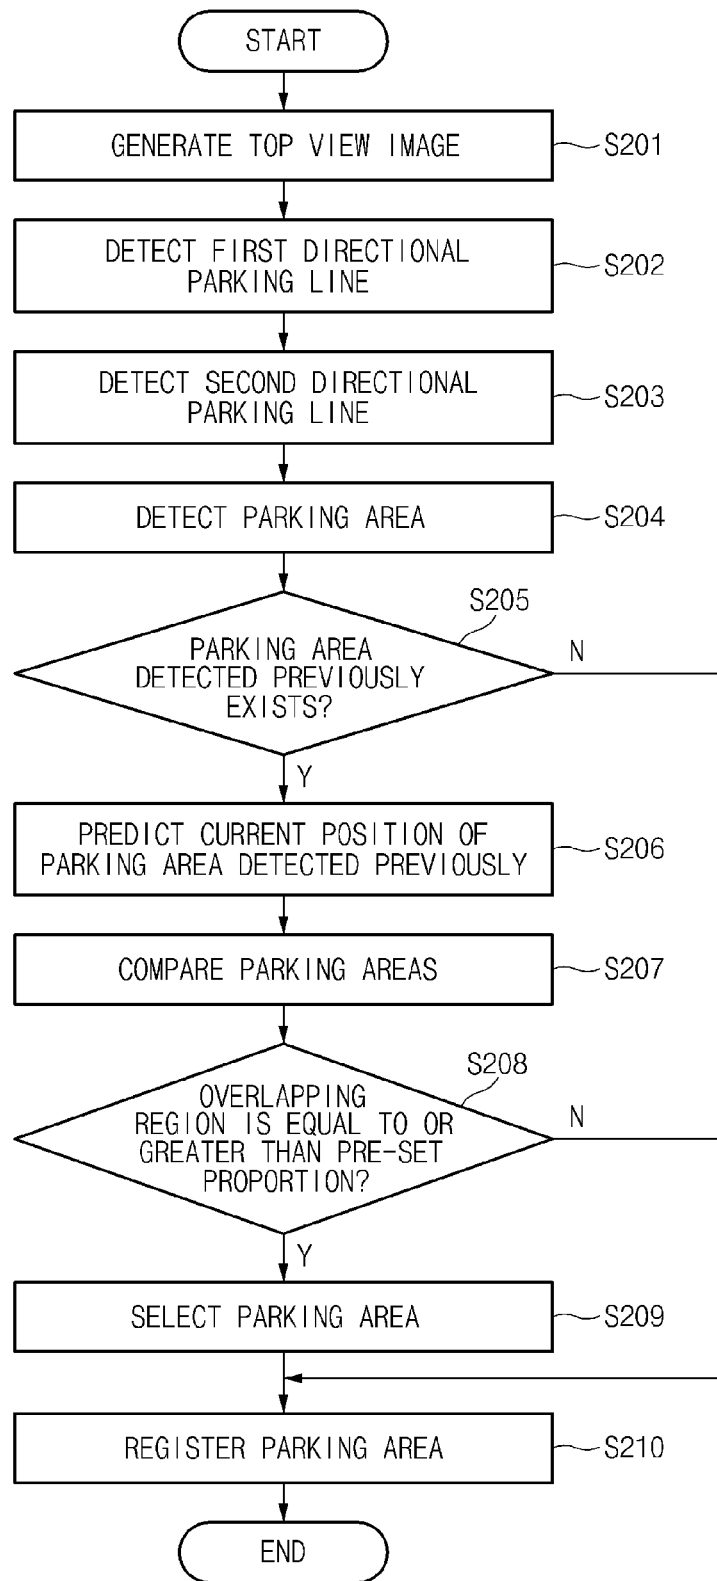 START
GENERATE TOP VIEW IMAGE
S201
DETECT FIRST DIRECTIONAL
PARKING LINE
S202
DETECT SECOND DIRECTIONAL
PARKING LINE
S203
DETECT PARKING AREA
S204
S205
PARKING AREA
DETECTED PREVIOUSLY
EXISTS?
N
Y
PREDICT CURRENT POSITION OF
PARKING AREA DETECTED PREVIOUSLY
S206
COMPARE PARKING AREAS
S207
S208
OVERLAPPING
REGION IS EQUAL TO OR
GREATER THAN PRE-SET
PROPORTION?
N
Y
SELECT PARKING AREA
S209
REGISTER PARKING AREA
S210
END